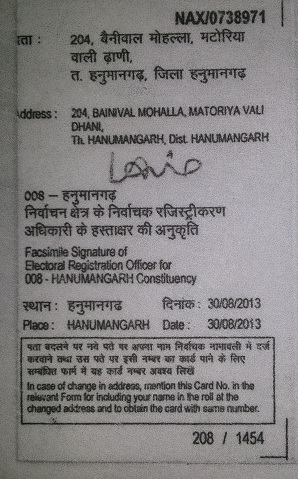 NAX/0738971
पता : 204, बैनीवाल मोहल्ला, मटोरिया
वाली ढ़ाणी,
त. हनुमानगढ़, जिला हनुमानगढ़
Address : 204, BAINIVAL MOHALLA, MATORIYA VALI
DHANI,
Th. HANUMANGARH, Dist. HANUMANGARH
008 – हनुमानगढ़
निर्वाचन क्षेत्र के निर्वाचक रजिस्ट्रीकरण
अधिकारी के हस्ताक्षर की अनुकृति
Facsimile Signature of
Electoral Registration Officer for
008 - HANUMANGARH Constituency
स्थान : हनुमानगढ दिनांक : 30/08/2013
Place : HANUMANGARH Date : 30/08/2013
पता बदलने पर नये पते पर अपना नाम निर्वाचक नामावली में दर्ज
करवाने तथा उस पते पर इसी नम्बर का कार्ड पाने के लिए
सम्बंधित फार्म में यह कार्ड नम्बर अवश्य लिखें
In case of change in address, mention this Card No. in the
relevant Form for including your name in the roll at the
changed address and to obtain the card with same number.
208 / 1454